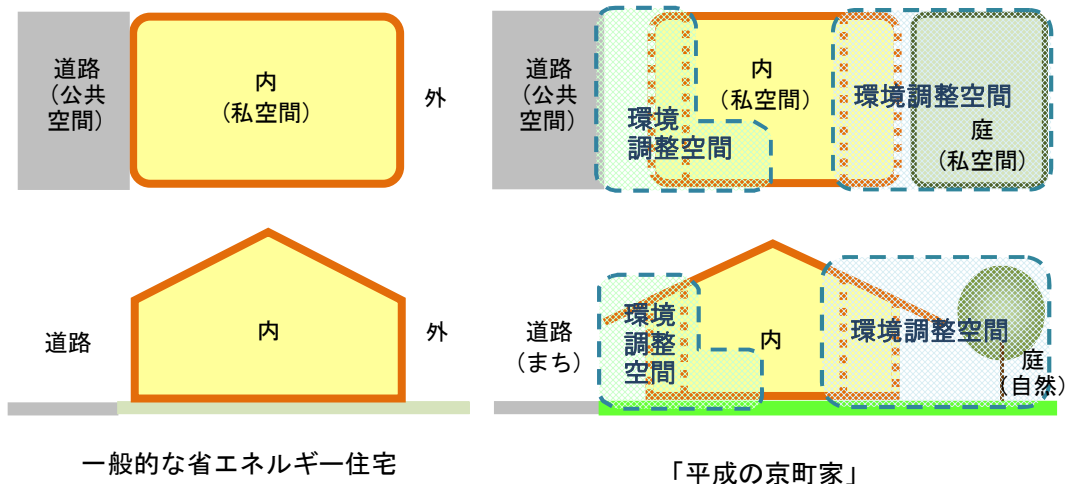 道路
（公共
空間）
内
（私空間）
外
道路
（公共
空間）
環境
調整空間
内
（私空間）
環境調整空間
庭
（私空間）
道路
内
外
道路
（まち）
環境
調整
空間
内
環境調整空間
庭
（自然）
一般的な省エネルギー住宅
「平成の京町家」